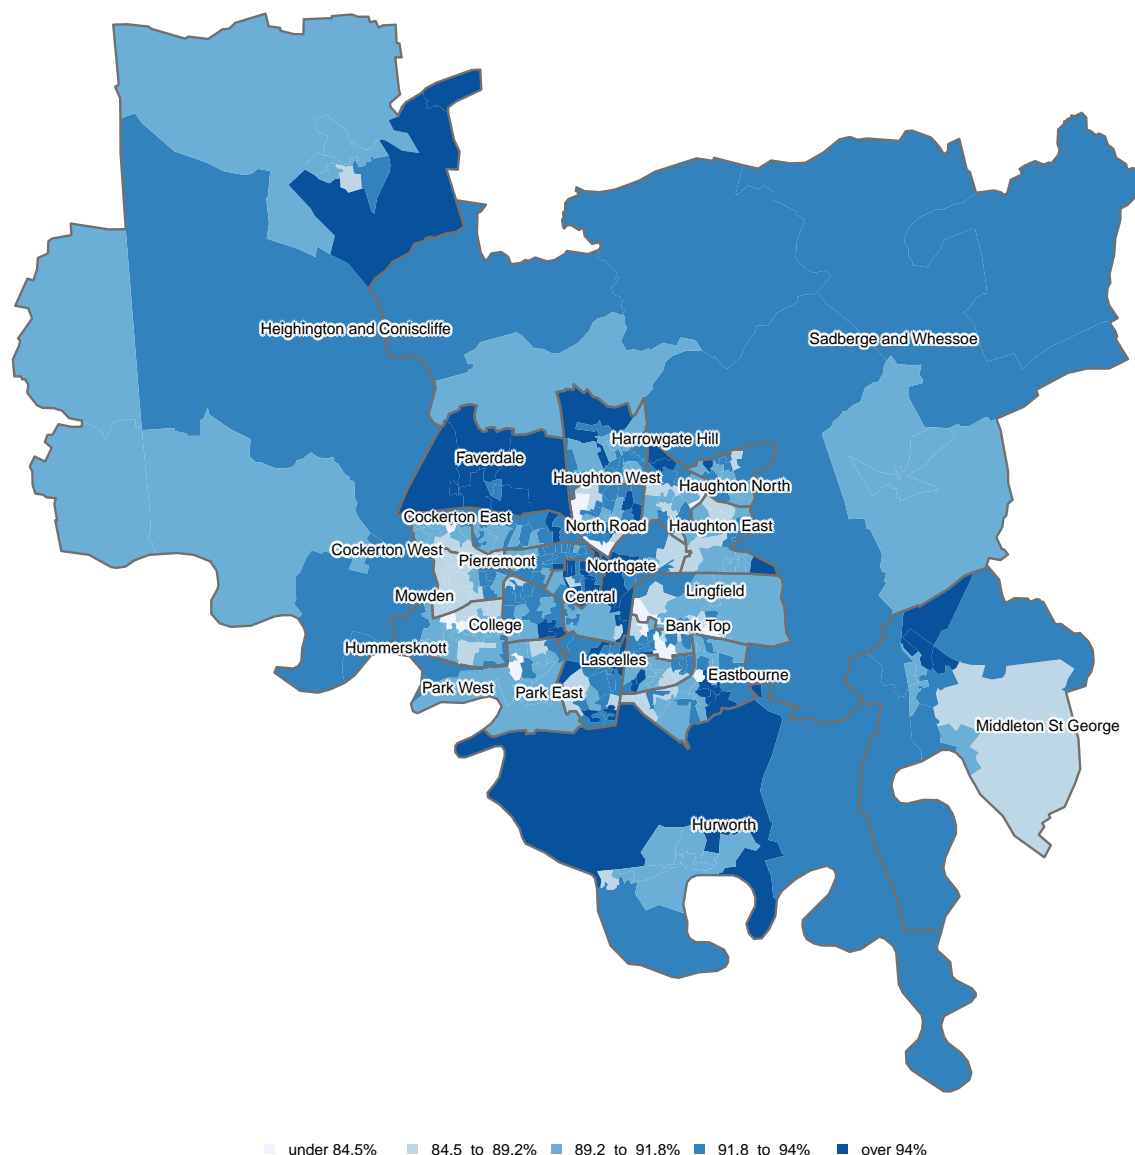 Heighington and Coniscliffe
Sadberge and Whessoe
Harrowgate Hill
Faverdale
Haughton West
Haughton North
Cockerton East
North Road
Haughton East
Cockerton West
Pierremont
Northgate
Mowden
Central
Lingfield
College
Bank Top
Hummersknott
Lascelles
Eastbourne
Park West
Park East
Middleton St George
Hurworth
under 84.5% 84.5 to 89.2% 89.2 to 91.8% 91.8 to 94% over 94%